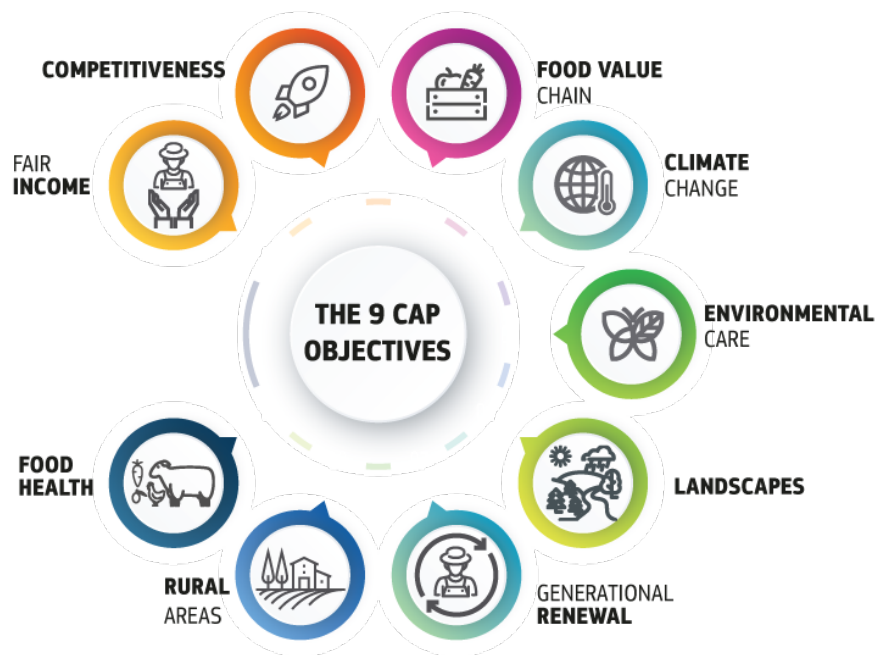 THE 9 CAP
OBJECTIVES
FAIR
INCOME
COMPETITIVENESS
FOOD VALUE
CHAIN
CLIMATE
CHANGE
ENVIRONMENTAL
CARE
LANDSCAPES
GENERATIONAL
RENEWAL
RURAL
AREAS
FOOD
HEALTH